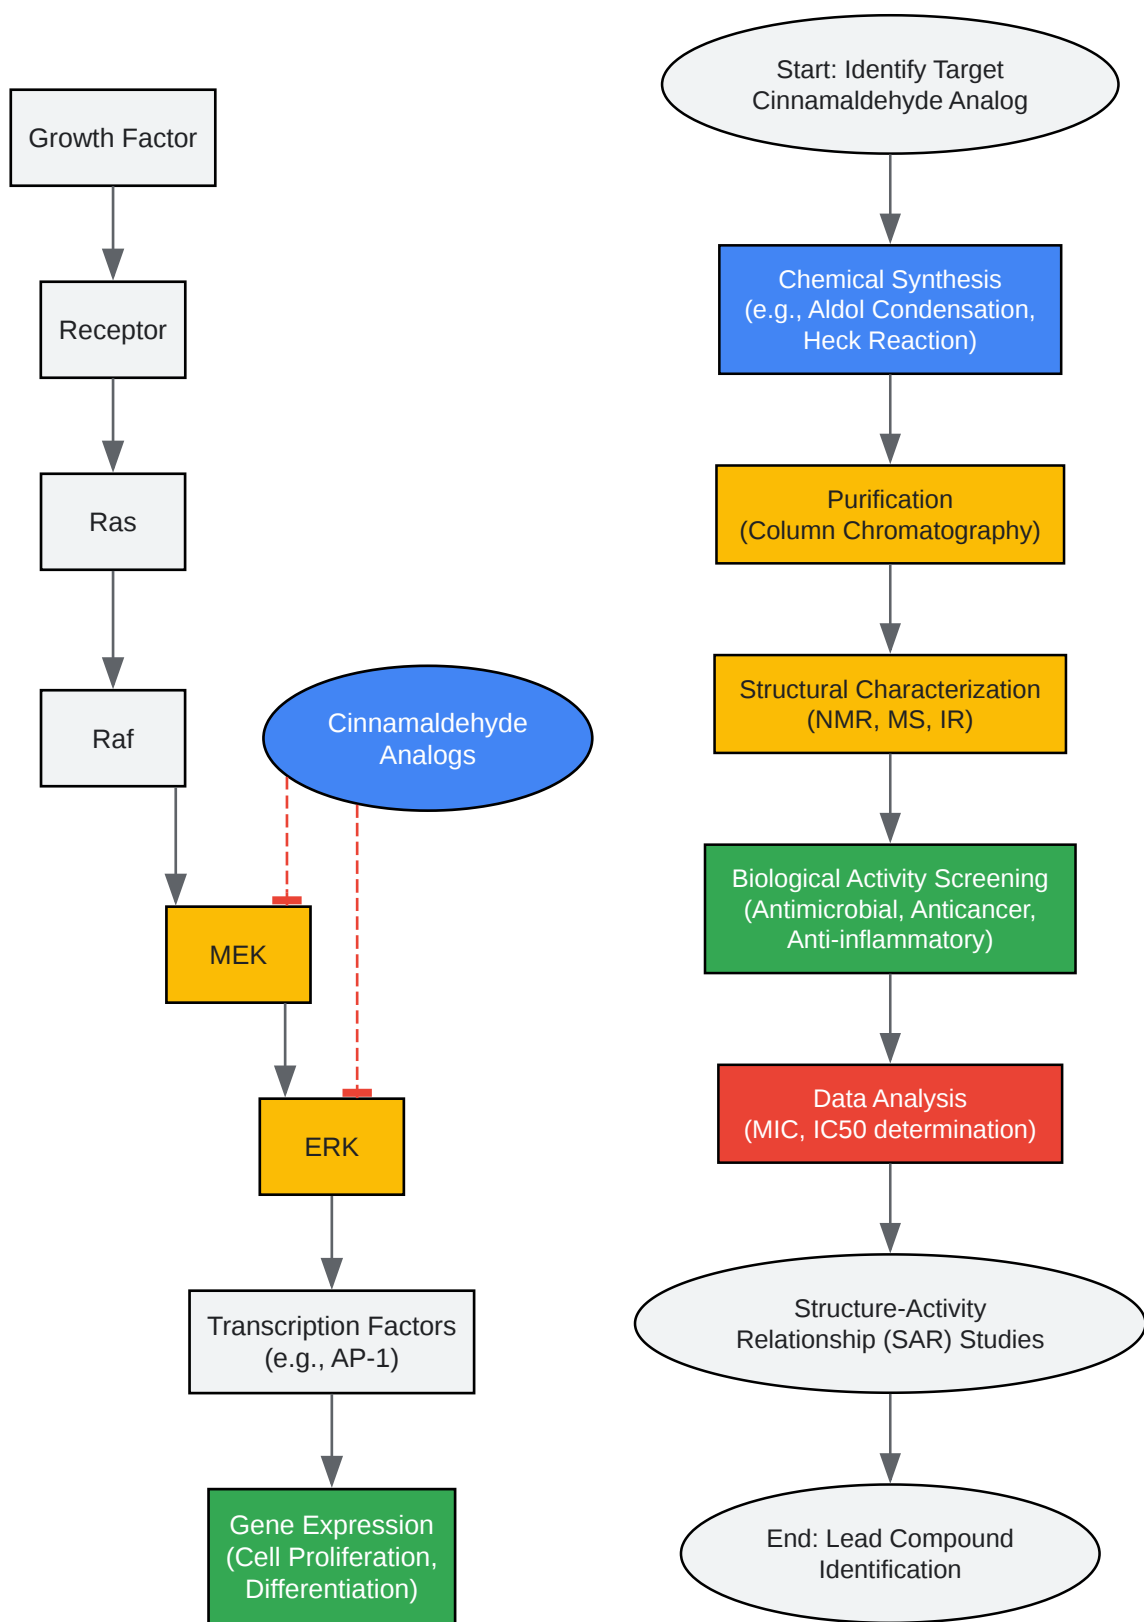 Growth Factor
Receptor
Ras
Raf
Cinnamaldehyde
Analogs
MEK
ERK
Transcription Factors
(e.g., AP-1)
Gene Expression
(Cell Proliferation,
Differentiation)
Start: Identify Target
Cinnamaldehyde Analog
Chemical Synthesis
(e.g., Aldol Condensation,
Heck Reaction)
Purification
(Column Chromatography)
Structural Characterization
(NMR, MS, IR)
Biological Activity Screening
(Antimicrobial, Anticancer,
Anti-inflammatory)
Data Analysis
(MIC, IC50 determination)
Structure-Activity
Relationship (SAR) Studies
End: Lead Compound
Identification